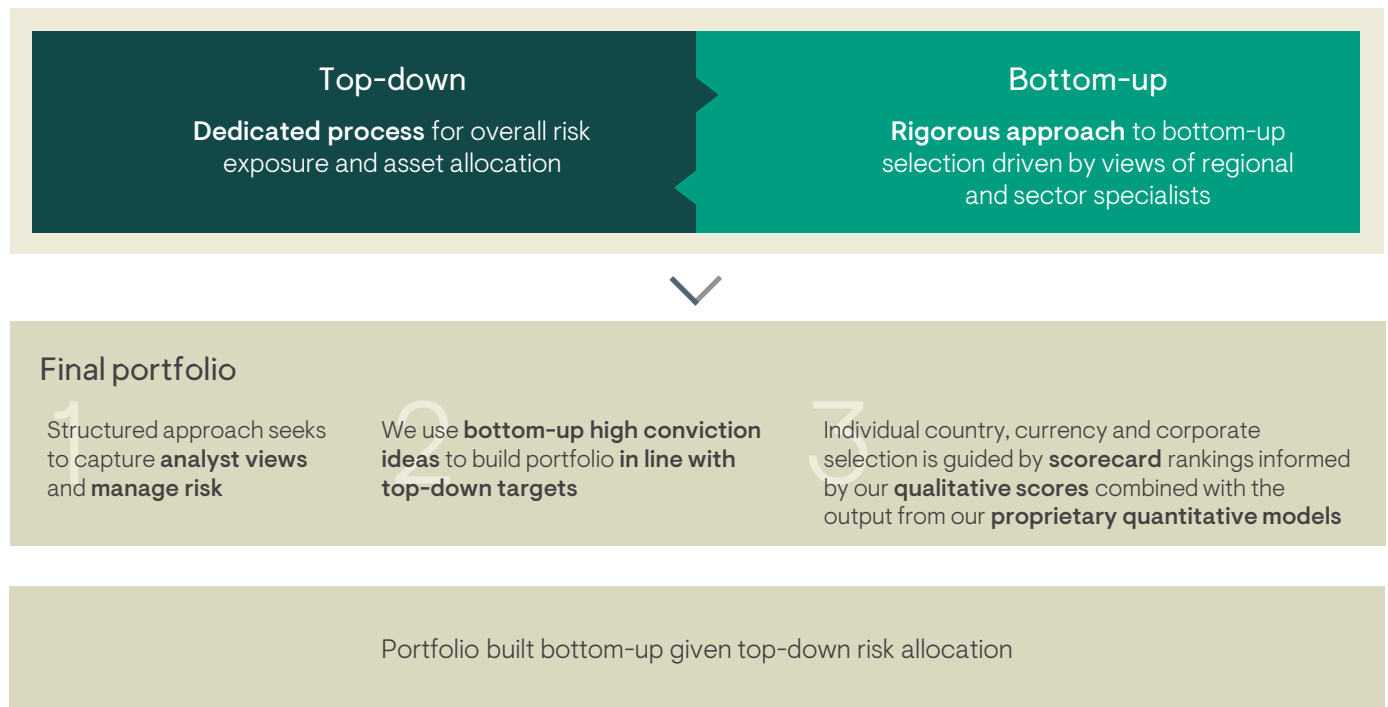 Top-down
Dedicated process for overall risk
exposure and asset allocation
Bottom-up
Rigorous approach to bottom-up
selection driven by views of regional
and sector specialists
Final portfolio
1
Structured approach seeks
to capture analyst views
and manage risk
2
We use bottom-up high conviction
ideas to build portfolio in line with
top-down targets
3
Individual country, currency and corporate
selection is guided by scorecard rankings informed
by our qualitative scores combined with the
output from our proprietary quantitative models
Portfolio built bottom-up given top-down risk allocation